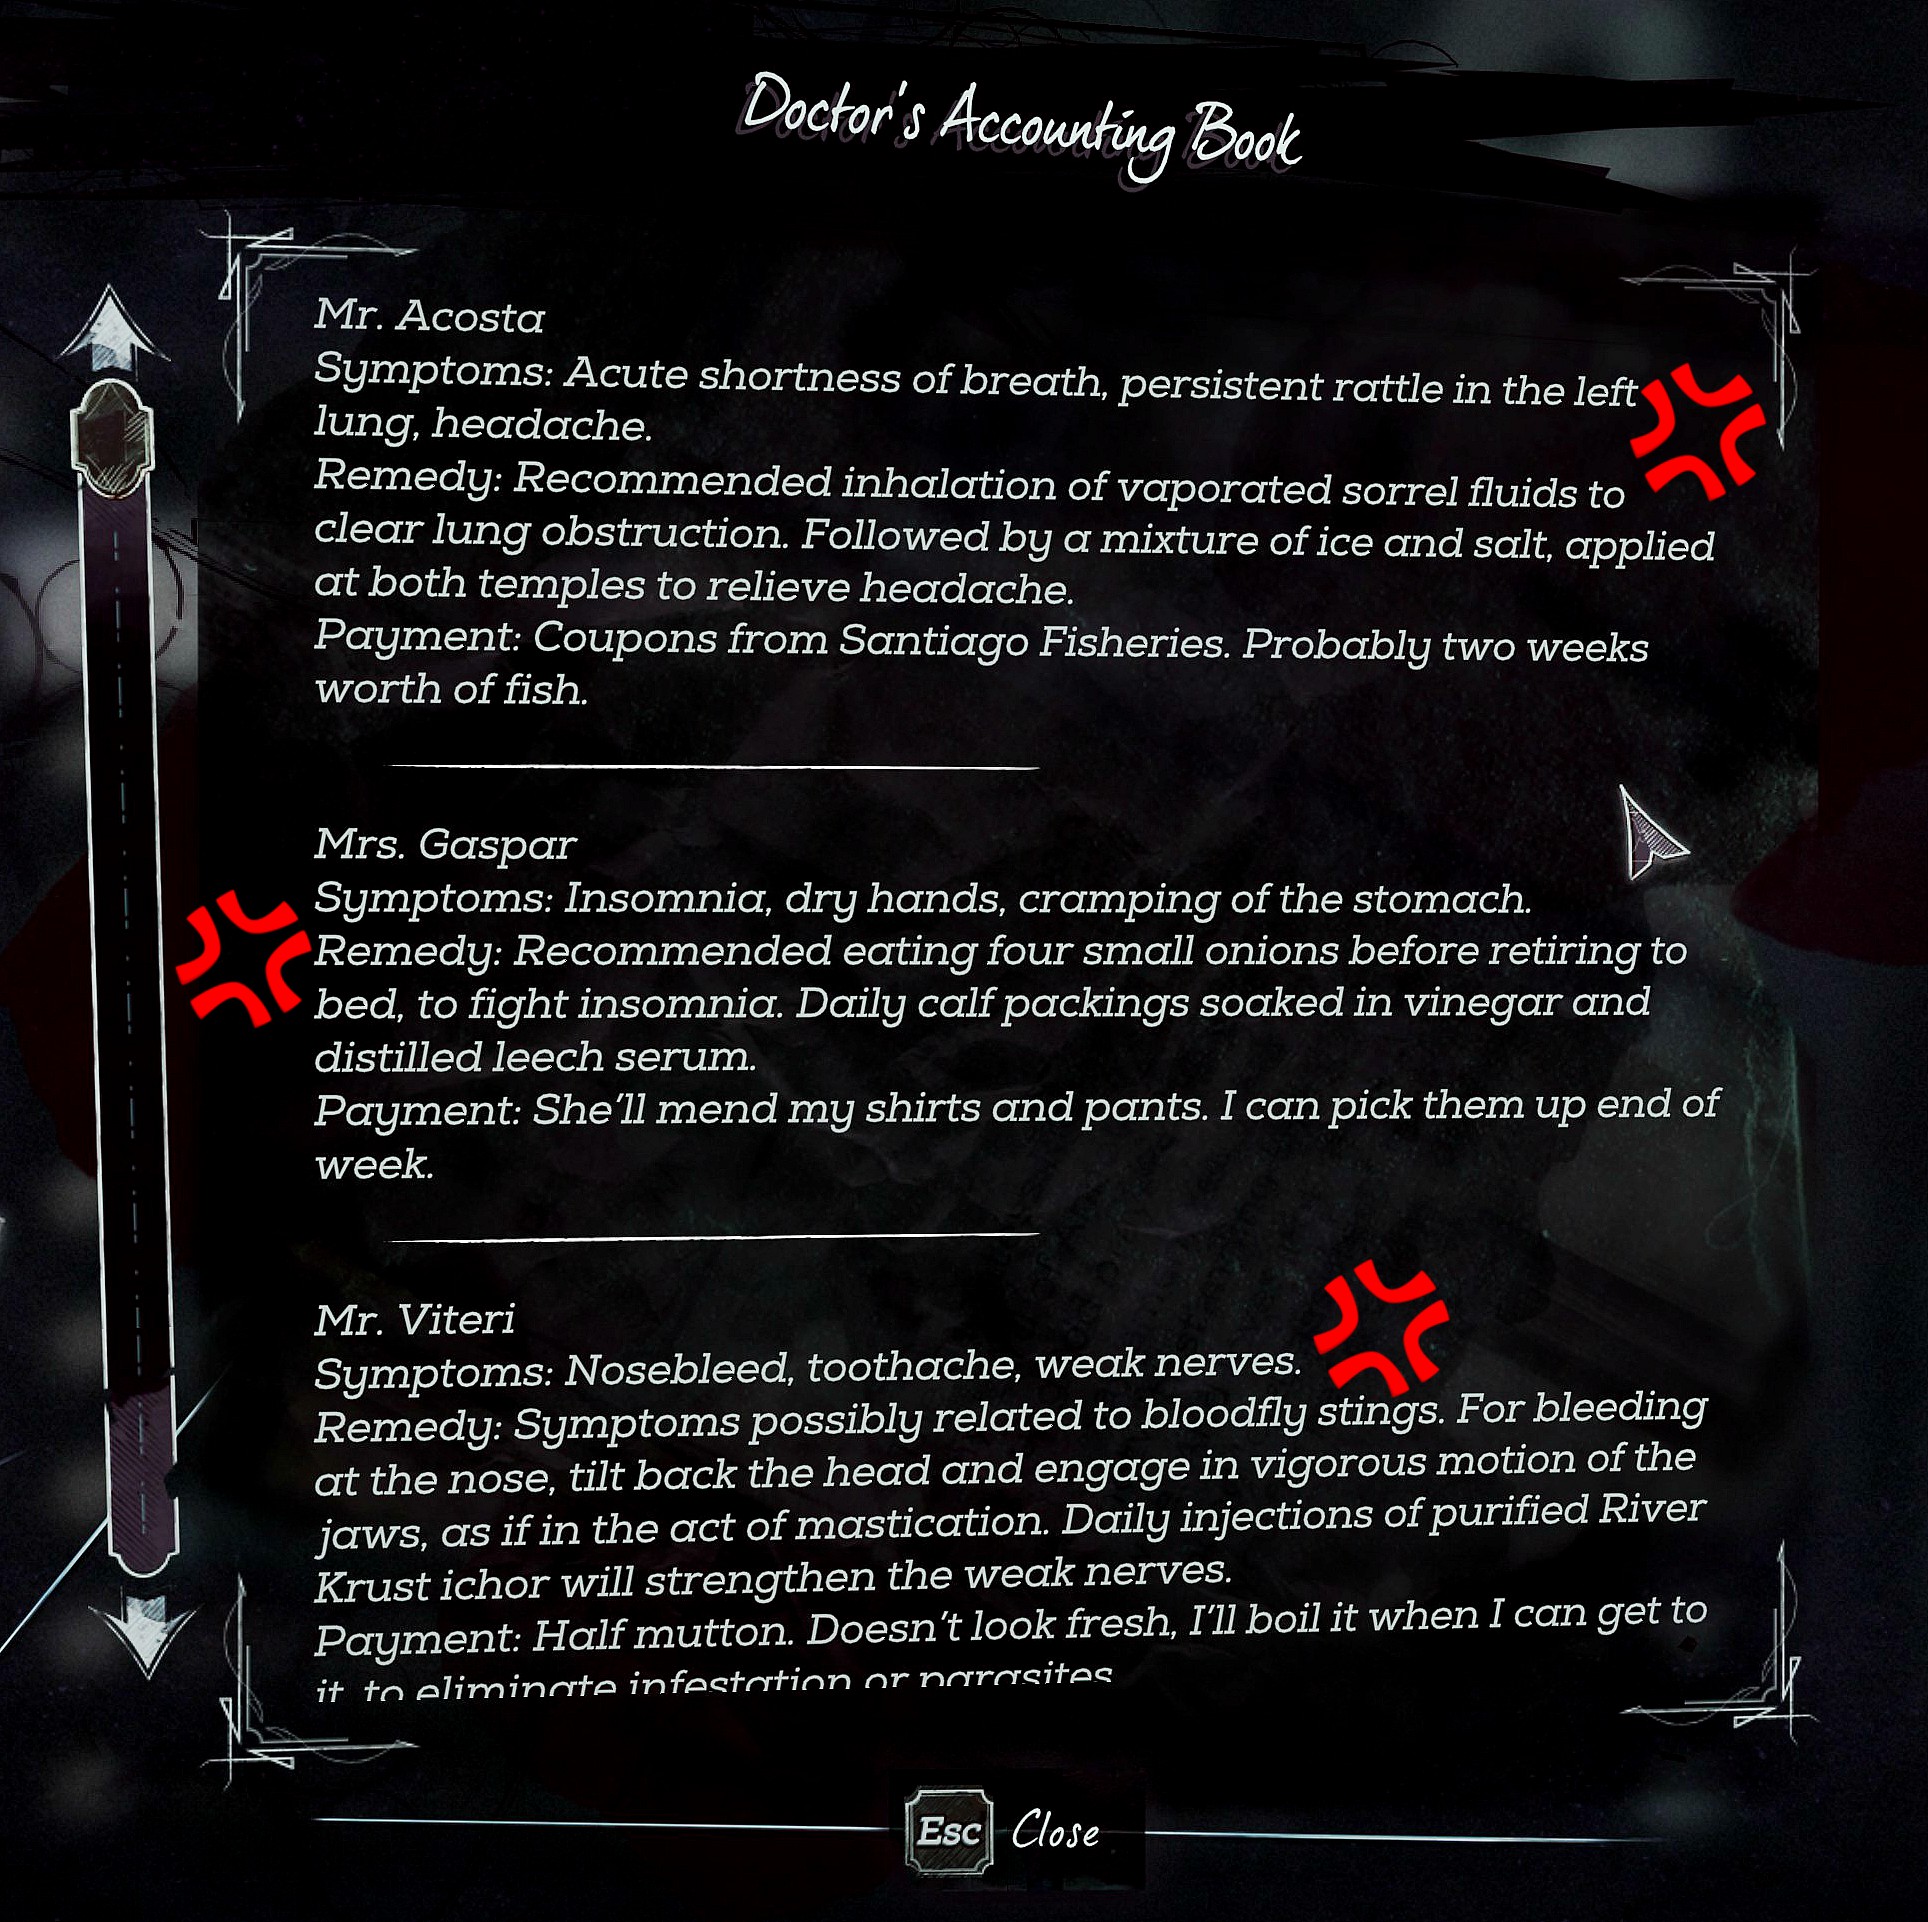 Doctor's Accounting Book
Mr. Acosta
Symptoms: Acute shortness of breath, persistent rattle in the left
lung, headache.
Remedy: Recommended inhalation of vaporated sorrel fluids to
clear lung obstruction. Followed by a mixture of ice and salt, applied
at both temples to relieve headache.
Payment: Coupons from Santiago Fisheries. Probably two weeks
worth of fish.
Mrs. Gaspar
Symptoms: Insomnia, dry hands, cramping of the stomach.
Remedy: Recommended eating four small onions before retiring to
bed, to fight insomnia. Daily calf packings soaked in vinegar and
distilled leech serum.
Payment: She'll mend my shirts and pants. I can pick them up end of
week.
Mr. Viteri
Symptoms: Nosebleed, toothache, weak nerves.
Remedy: Symptoms possibly related to bloodfly stings. For bleeding
at the nose, tilt back the head and engage in vigorous motion of the
jaws, as if in the act of mastication. Daily injections of purified River
Krust ichor will strengthen the weak nerves.
Payment: Half mutton. Doesn't look fresh, I'll boil it when I can get to
it, to eliminate infestation or parasites
Esc Close